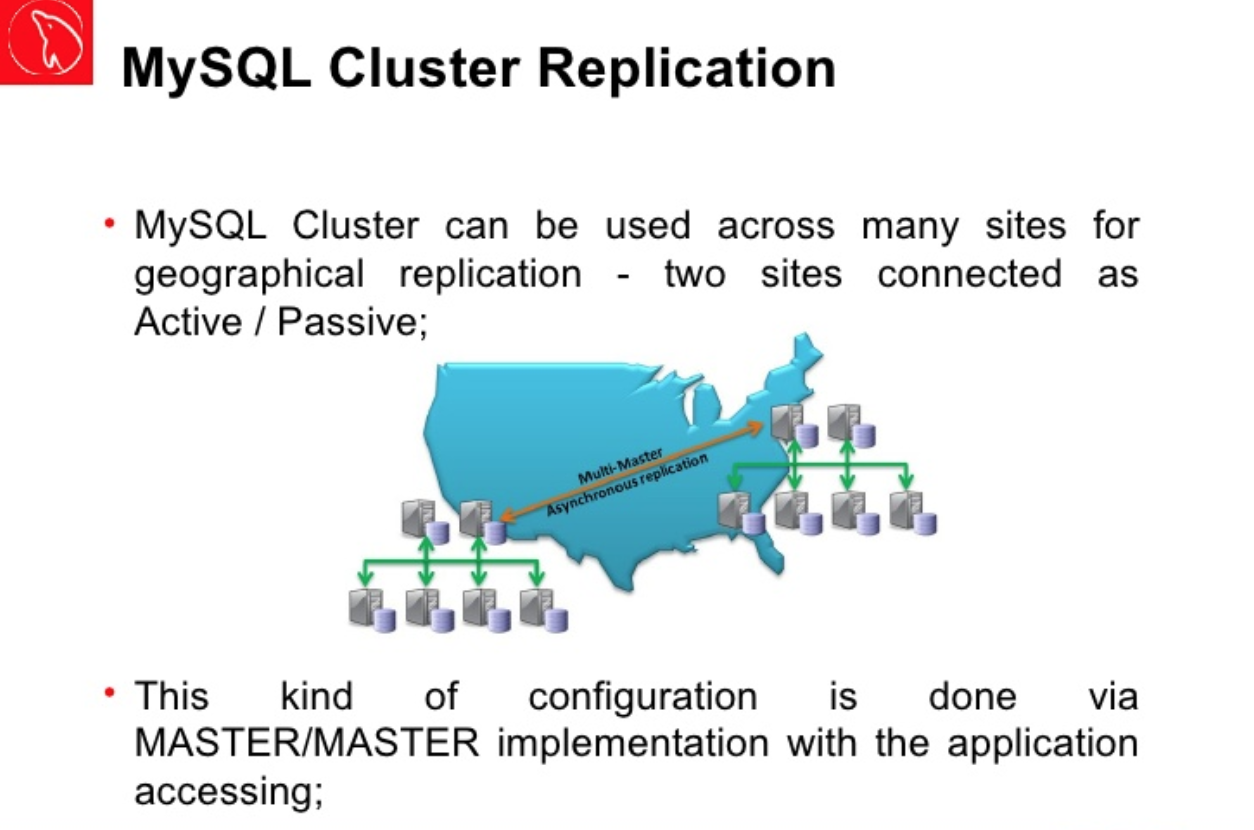 MySQL Cluster Replication
• MySQL Cluster can be used across many sites for
geographical replication - two sites connected as
Active / Passive;
Multi-Master
Asynchronous replication
• This kind of configuration is done via
MASTER/MASTER implementation with the application
accessing;